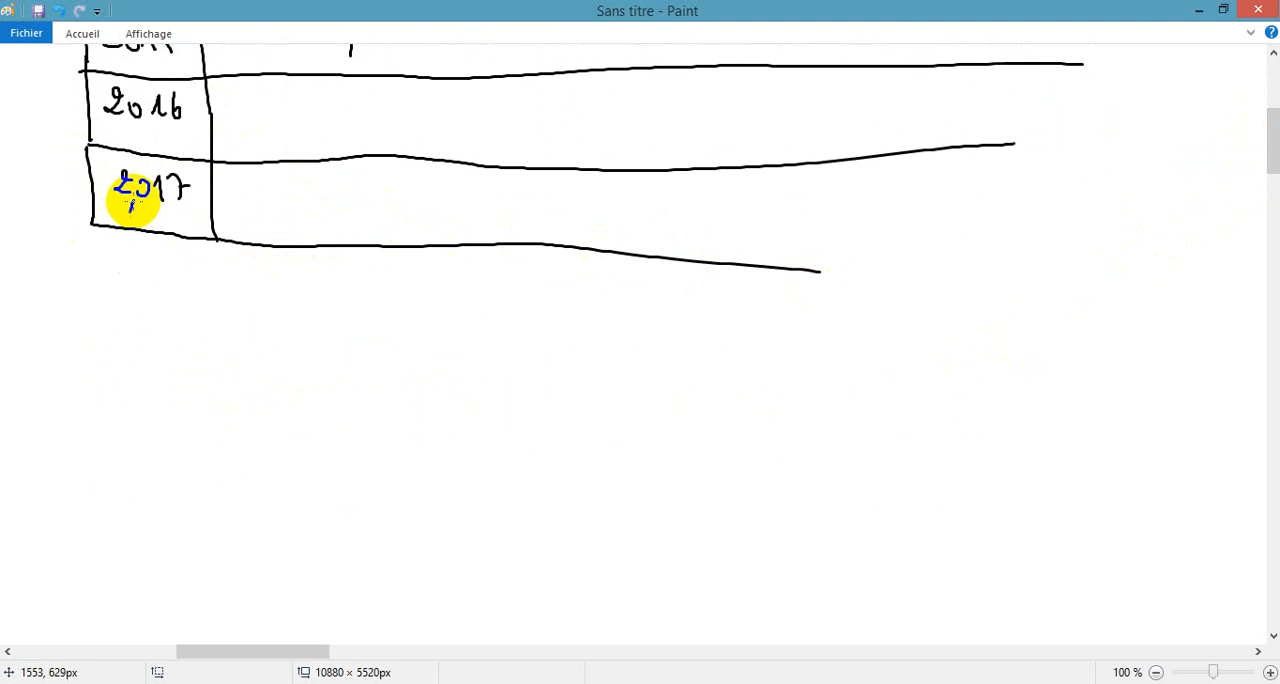 Sans titre - Paint
Fichier Accueil Affichage
2016
2017
1553, 629px 10880 × 5520px 100 %